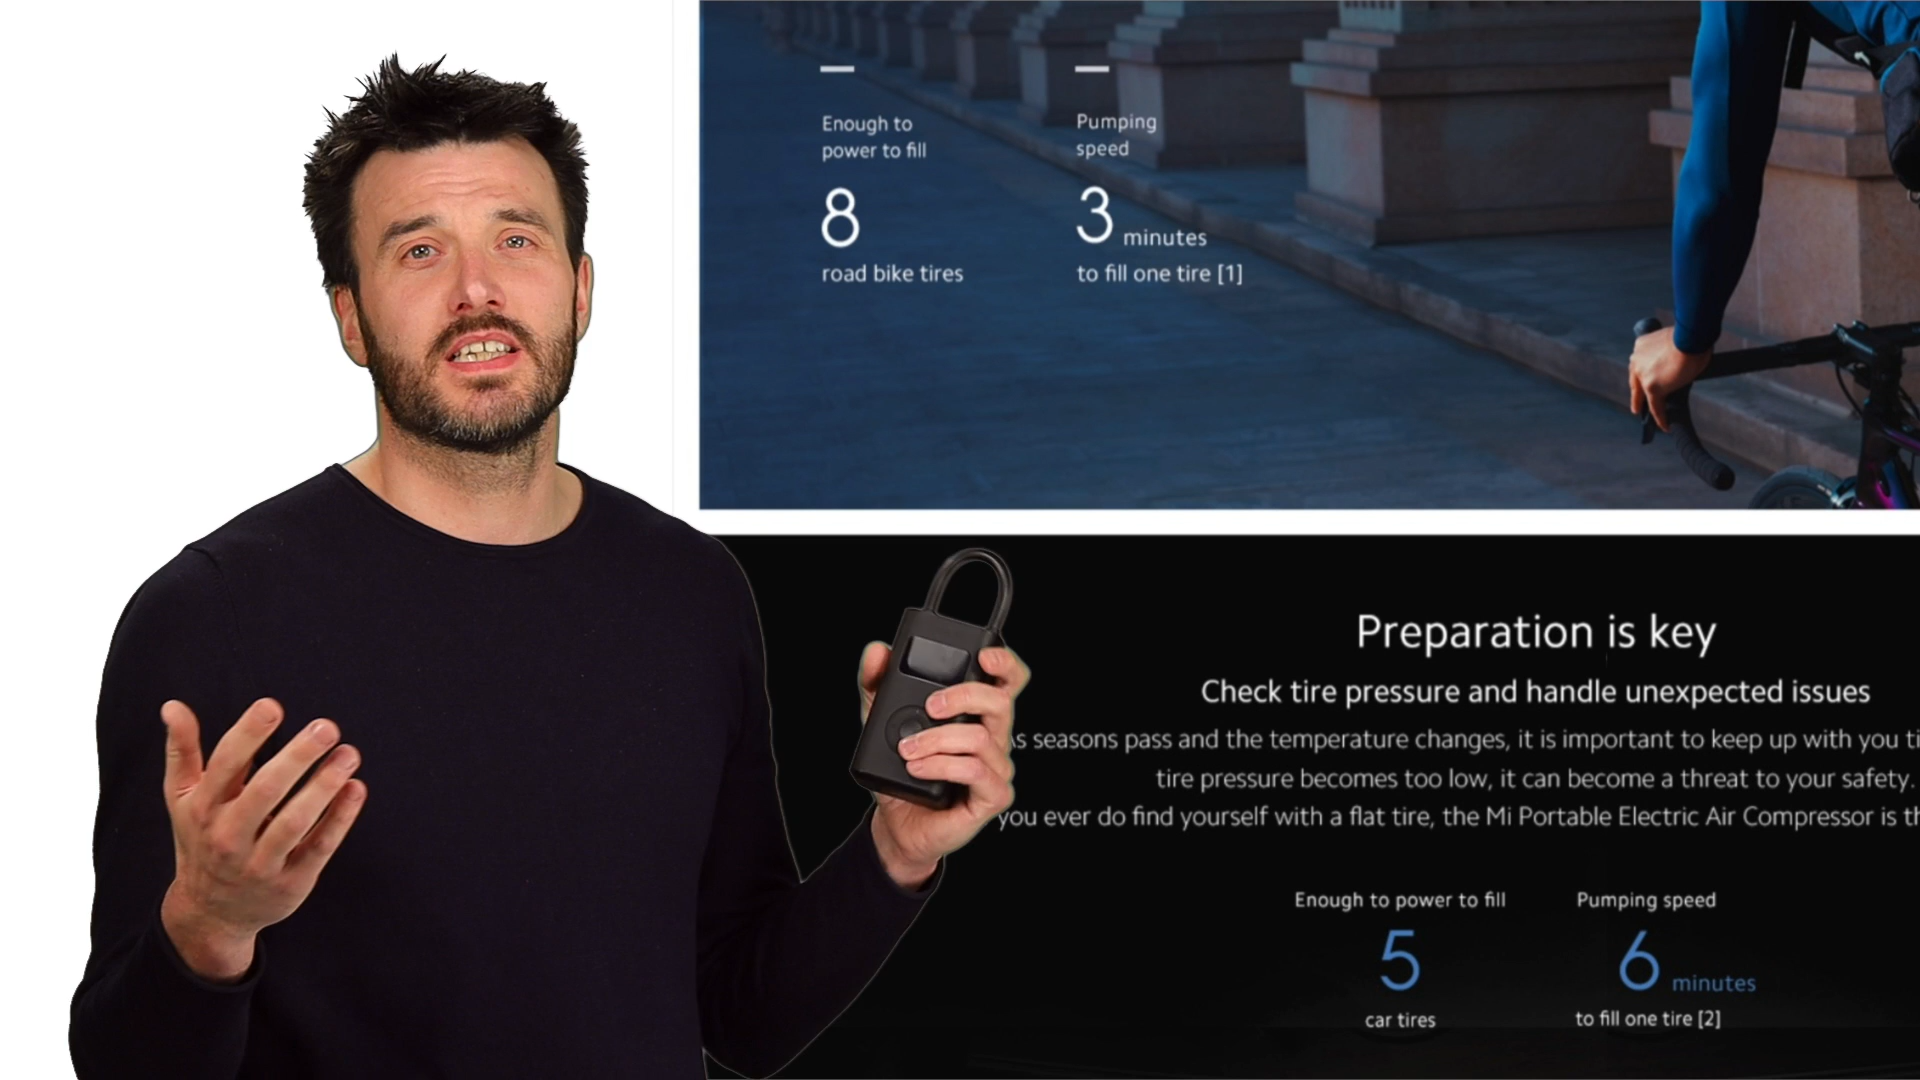 Enough to
power to fill
8
road bike tires
Pumping
speed
3 minutes
to fill one tire [1]
Preparation is key
Check tire pressure and handle unexpected issues
seasons pass and the temperature changes, it is important to keep up with you
tire pressure becomes too low, it can become a threat to your safety.
you ever do find yourself with a flat tire, the Mi Portable Electric Air Compressor is
Enough to power to fill
5
car tires
Pumping speed
6 minutes
to fill one tire [2]